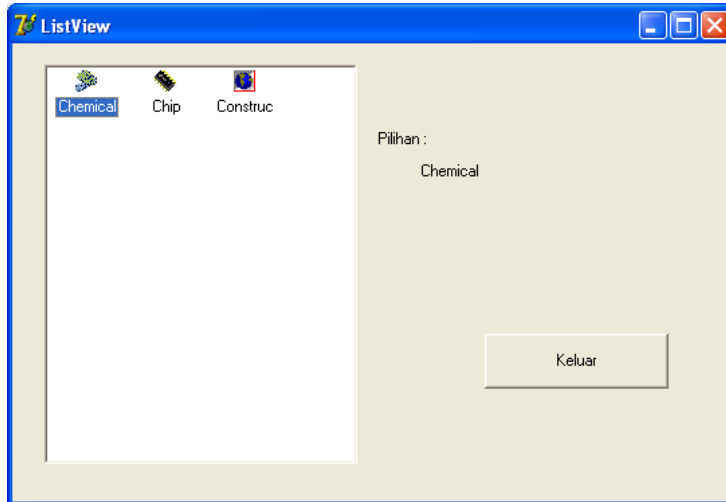 ListView
Chemical Chip Construc
Pilihan :
Chemical
Keluar